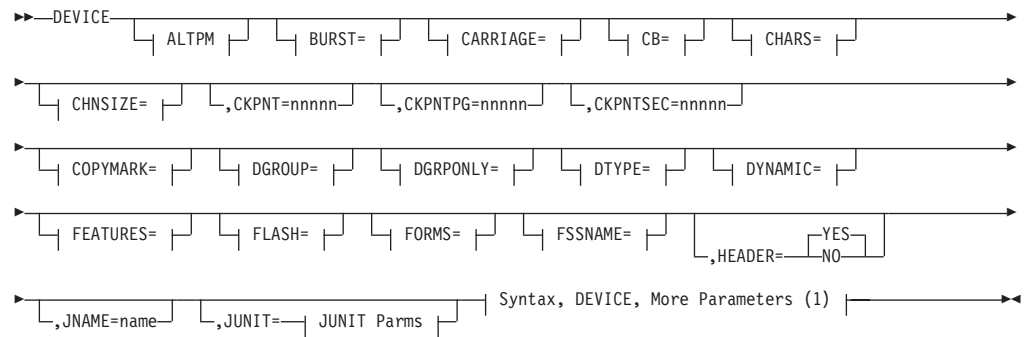 DEVICE ALTPM BURST= CARRIAGE= CB= CHARS=
CHNSIZE= ,CKPNT=nnnnn ,CKPNTPG=nnnnn ,CKPNTSEC=nnnnn
COPYMARK= DGROUP= DGRPONLY= DTYPE= DYNAMIC=
FEATURES= FLASH= FORMS= FSSNAME= ,HEADER= YES
NO
,JNAME=name ,JUNIT= JUNIT Parms Syntax, DEVICE, More Parameters (1)